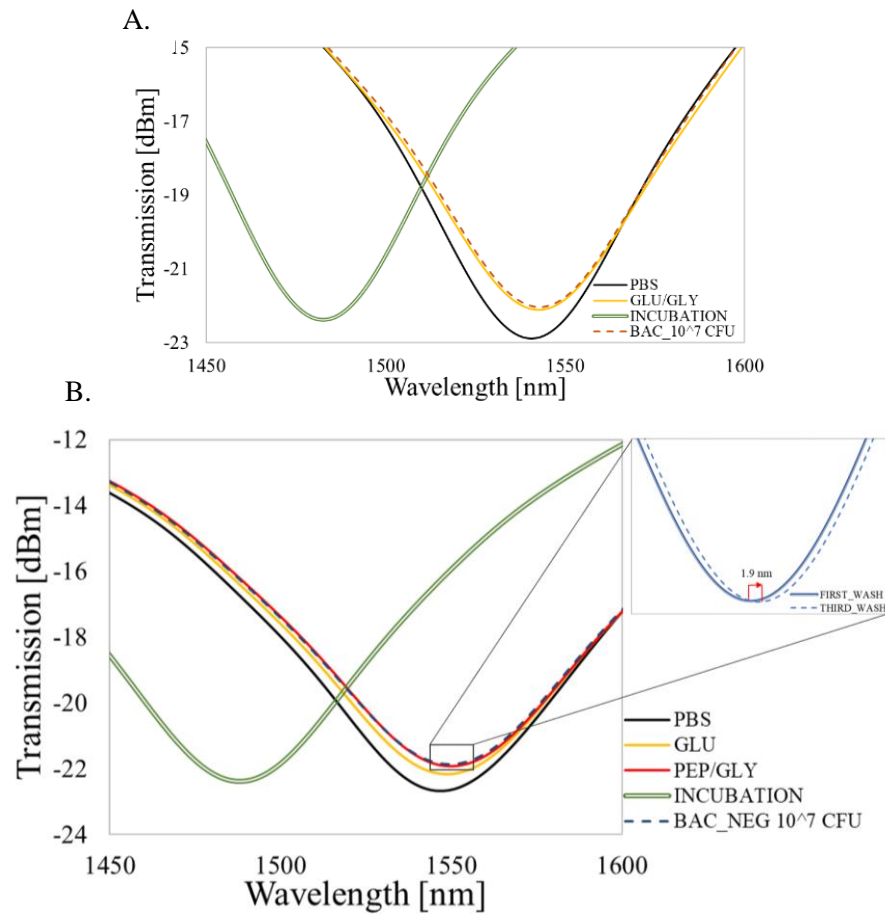 A.
15
-17
-19
-21
-23
Transmission [dBm]
PBS
GLU/GLY
INCUBATION
BAC_10^7 CFU
1450
1500
1550
1600
Wavelength [nm]
B.
-12
-14
-16
-18
-20
-22
-24
Transmission [dBm]
1.9 nm
FIRST_WASH
THIRD_WASH
PBS
GLU
PEP/GLY
INCUBATION
BAC_NEG 10^7 CFU
1450
1500
1550
1600
Wavelength [nm]